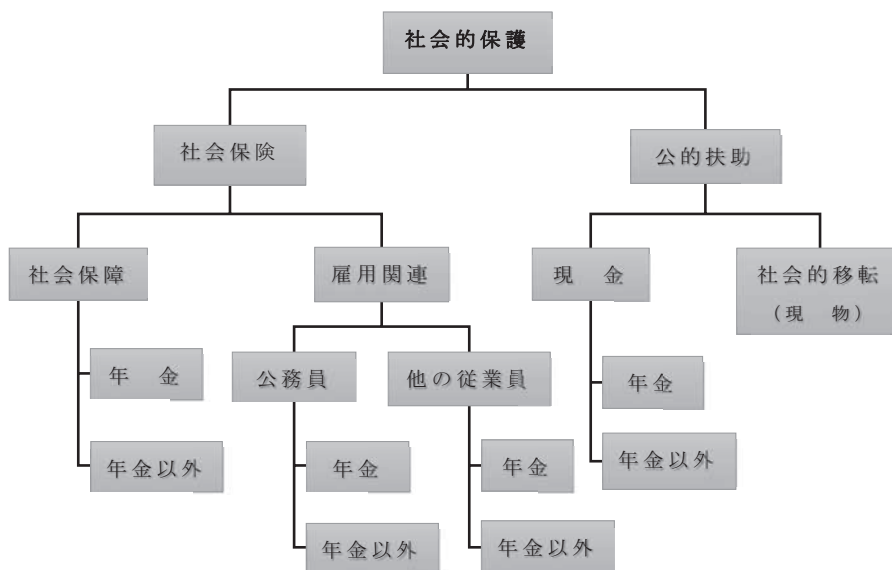 社会的保護
社会保険
公的扶助
社会保障
雇用関連
現　金
社会的移転
（現　物）
年　金
公務員
他の従業員
年金
年金以外
年金
年金
年金以外
年金以外
年金以外